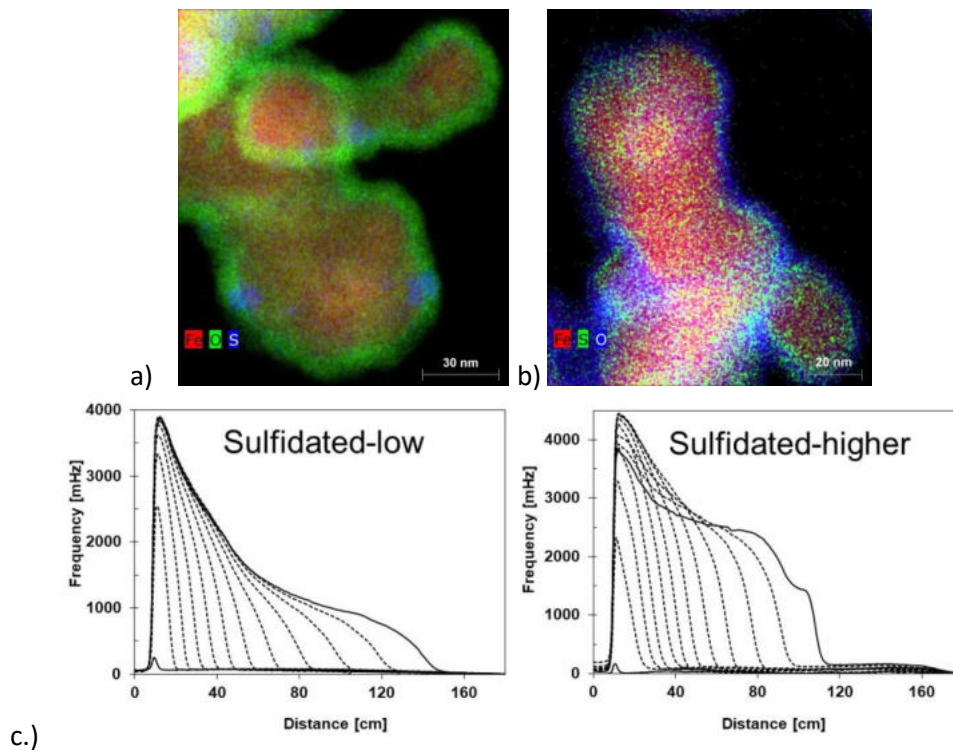 Fe O S
30 nm
a)
Fe S O
20 nm
b)
Sulfidated-low
Frequency [mHz]
4000
3000
2000
1000
0
0 40 80 120 160
Distance [cm]
Sulfidated-higher
Frequency [mHz]
4000
3000
2000
1000
0
0 40 80 120 160
Distance [cm]
c.)